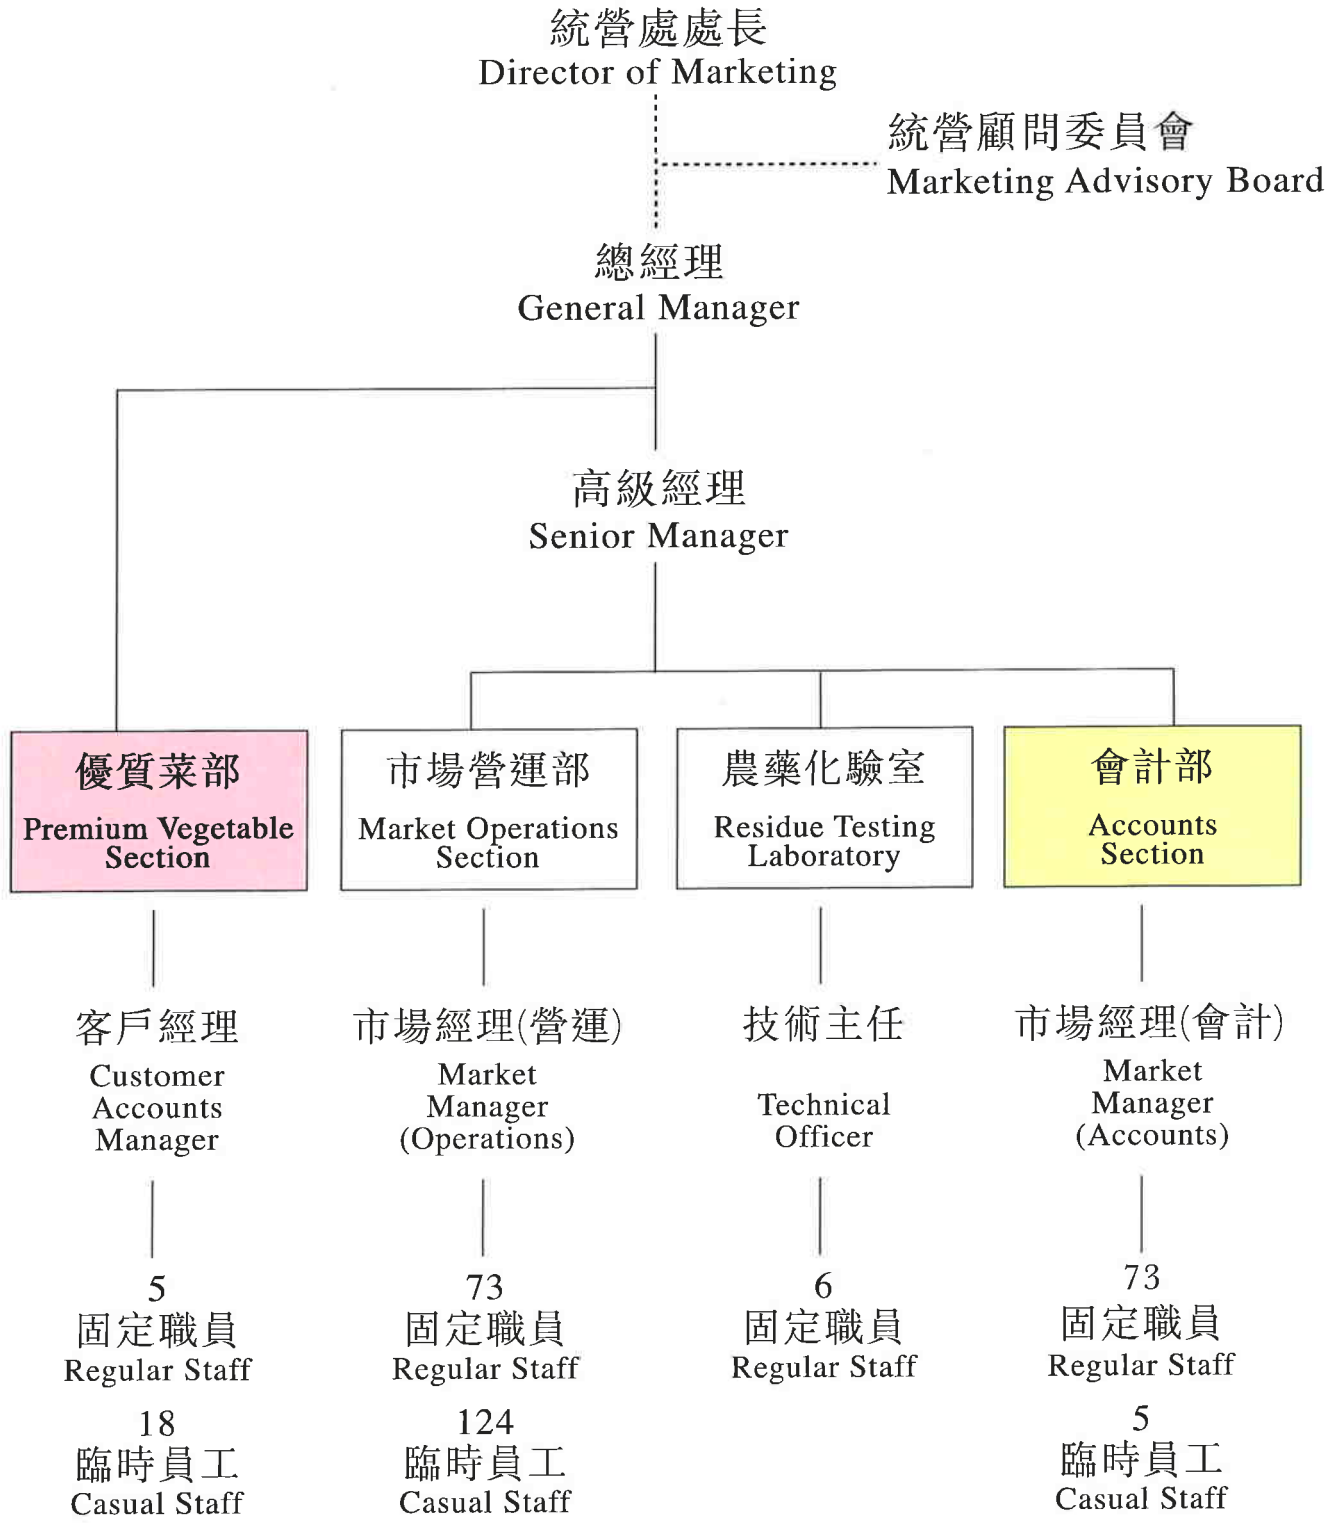 統營處處長
Director of Marketing
統營顧問委員會
Marketing Advisory Board
總經理
General Manager
高級經理
Senior Manager
優質菜部
Premium Vegetable
Section
市場營運部
Market Operations
Section
農藥化驗室
Residue Testing
Laboratory
會計部
Accounts
Section
客戶經理
Customer
Accounts
Manager
市場經理(營運)
Market
Manager
(Operations)
技術主任
Technical
Officer
市場經理(會計)
Market
Manager
(Accounts)
5
固定職員
Regular Staff
18
臨時員工
Casual Staff
73
固定職員
Regular Staff
124
臨時員工
Casual Staff
6
固定職員
Regular Staff
73
固定職員
Regular Staff
5
臨時員工
Casual Staff